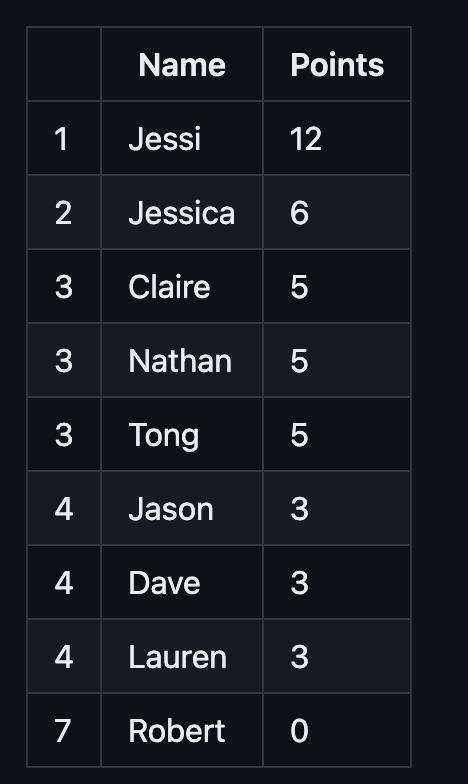 Name Points
1 Jessi 12
2 Jessica 6
3 Claire 5
3 Nathan 5
3 Tong 5
4 Jason 3
4 Dave 3
4 Lauren 3
7 Robert 0